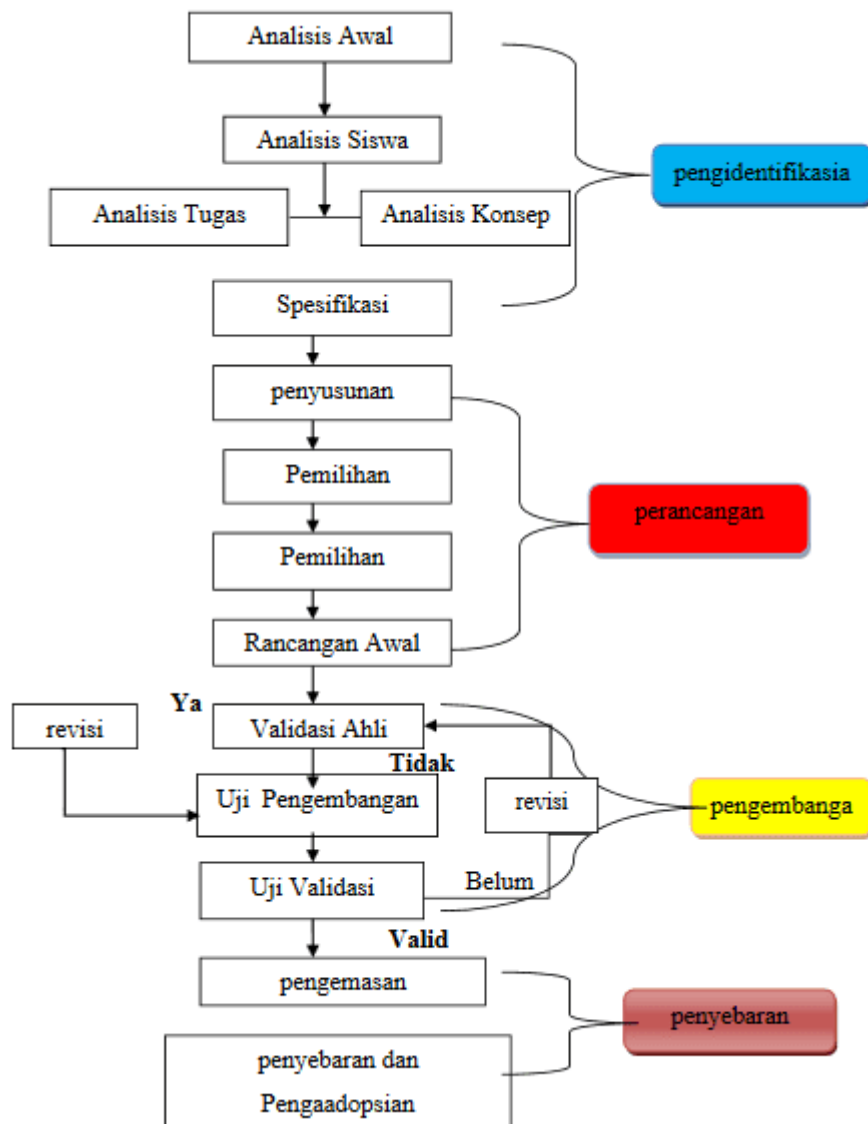 Analisis Awal
Analisis Siswa
pengidentifikasia
Analisis Tugas
Analisis Konsep
Spesifikasi
penyusunan
Pemilihan
perancangan
Pemilihan
Rancangan Awal
Ya
revisi
Validasi Ahli
Tidak
Uji Pengembangan
revisi
pengembanga
Uji Validasi
Belum
Valid
pengemasan
penyebaran
penyebaran dan
Pengaadopsian